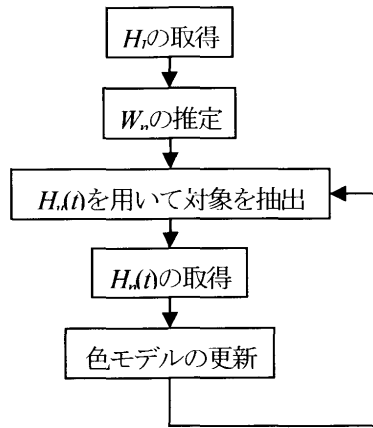 H_Iの取得
W_nの推定
H_n(t)を用いて対象を抽出
H_n(t)の取得
色モデルの更新